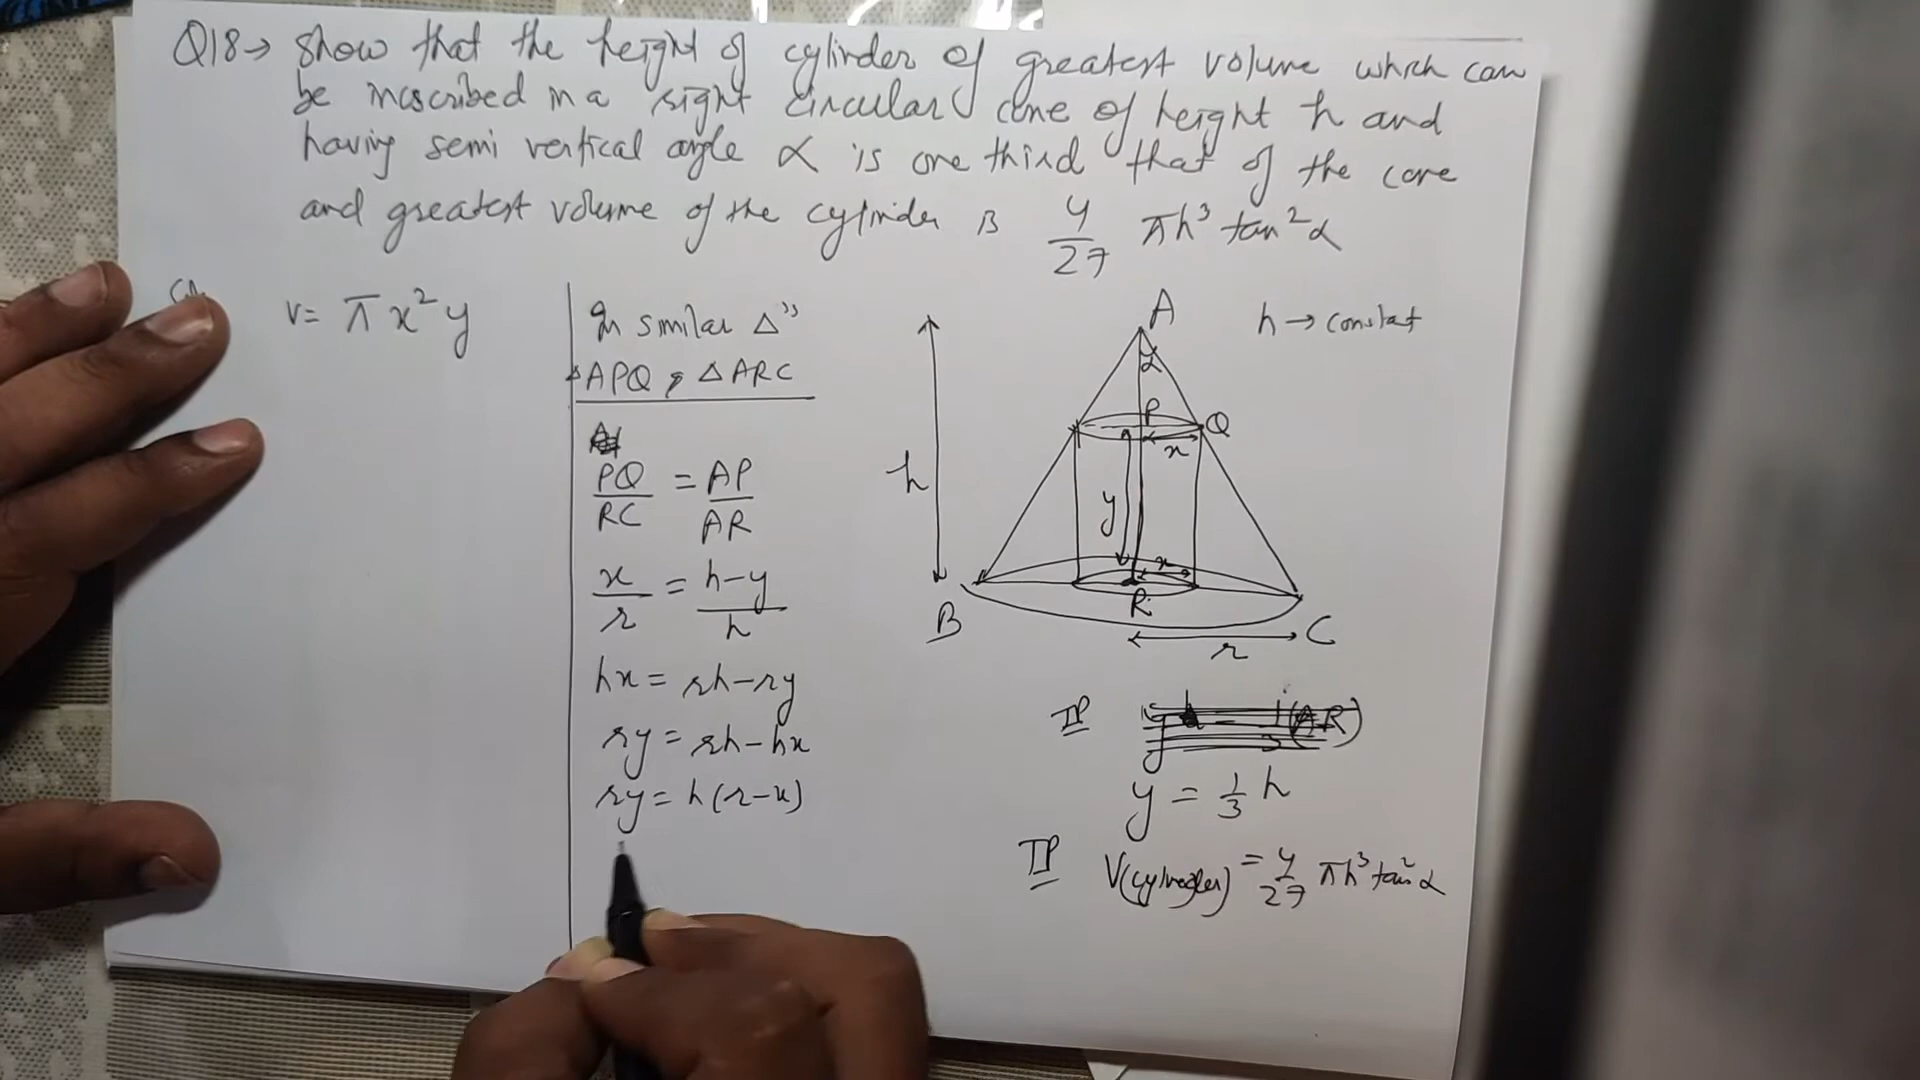 Q18→ Show that the height of cylinder of greatest volume which can
be inscribed in a right circular cone of height h and
having semi vertical angle α is one third that of the cone
and greatest volume of the cylinder is 4/27 πh³ tan²α
V= πx²y
In similar Δ"s
ΔAPQ & ΔARC
PQ/RC = AP/AR
x/r = h-y/h
hx = rh-ry
ry = rh-hx
ry = h(r-x)
h → constat
A
α
P
Q
x
h
y
x
R
B
C
r
TP
y = 1/3 h
TP V(cylinder) = 4/27 πh³ tan²α